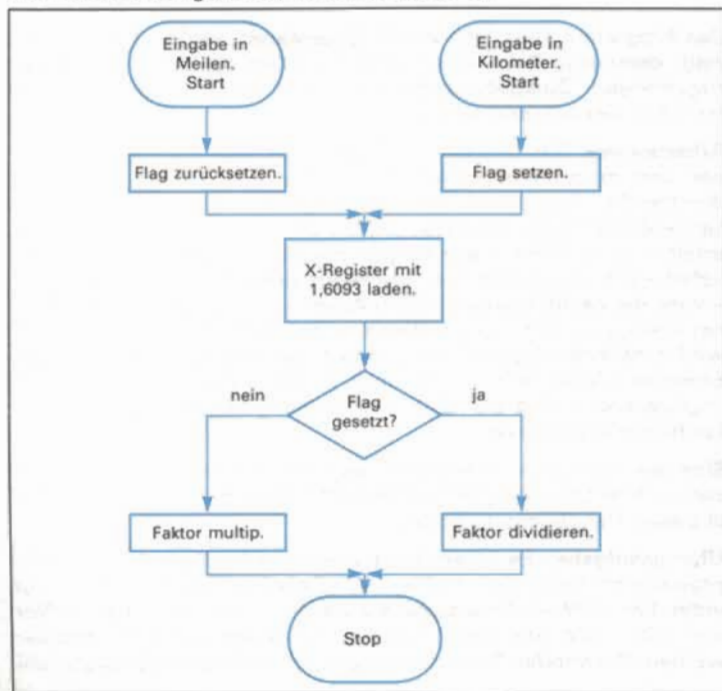 Eingabe in
Meilen.
Start
Eingabe in
Kilometer.
Start
Flag zurücksetzen.
Flag setzen.
X-Register mit
1,6093 laden.
nein
Flag
gesetzt?
ja
Faktor multip.
Faktor dividieren.
Stop